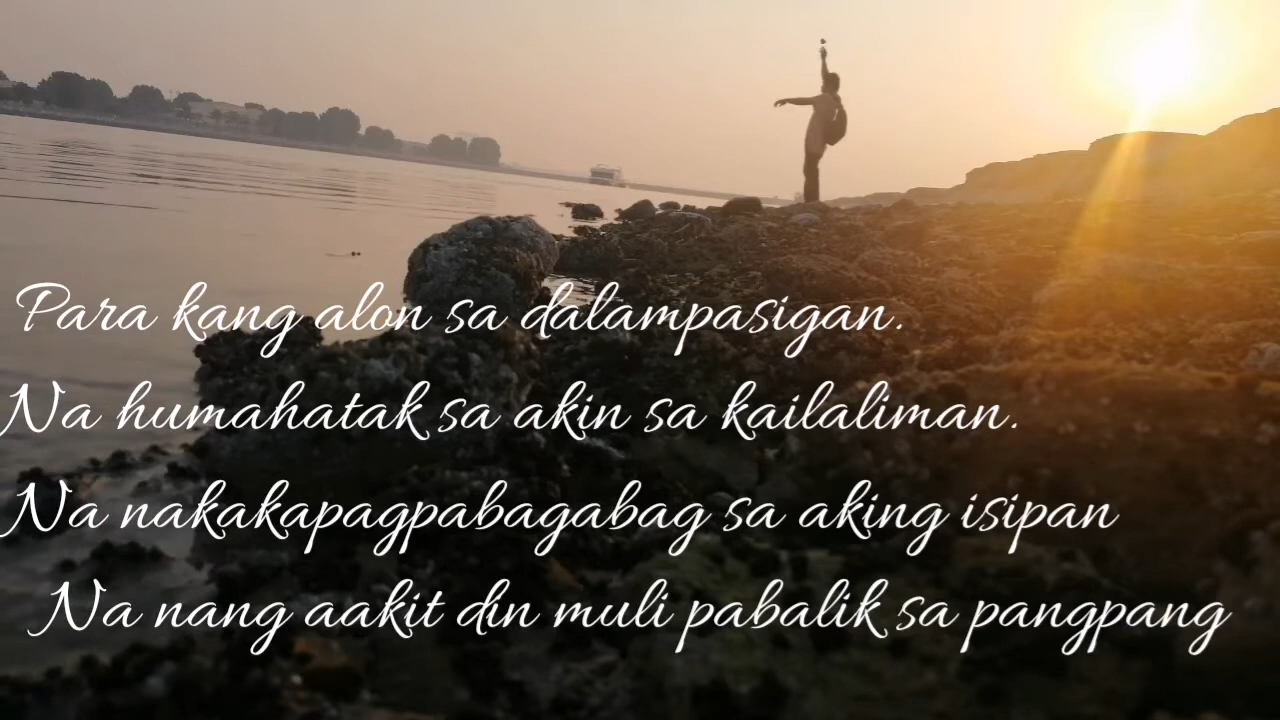 Para kang alon sa dalampasigan.
Na humahatak sa akin sa kailaliman.
Na nakakapagpabagabag sa aking isipan
Na nang aakit din muli pabalik sa pangpang